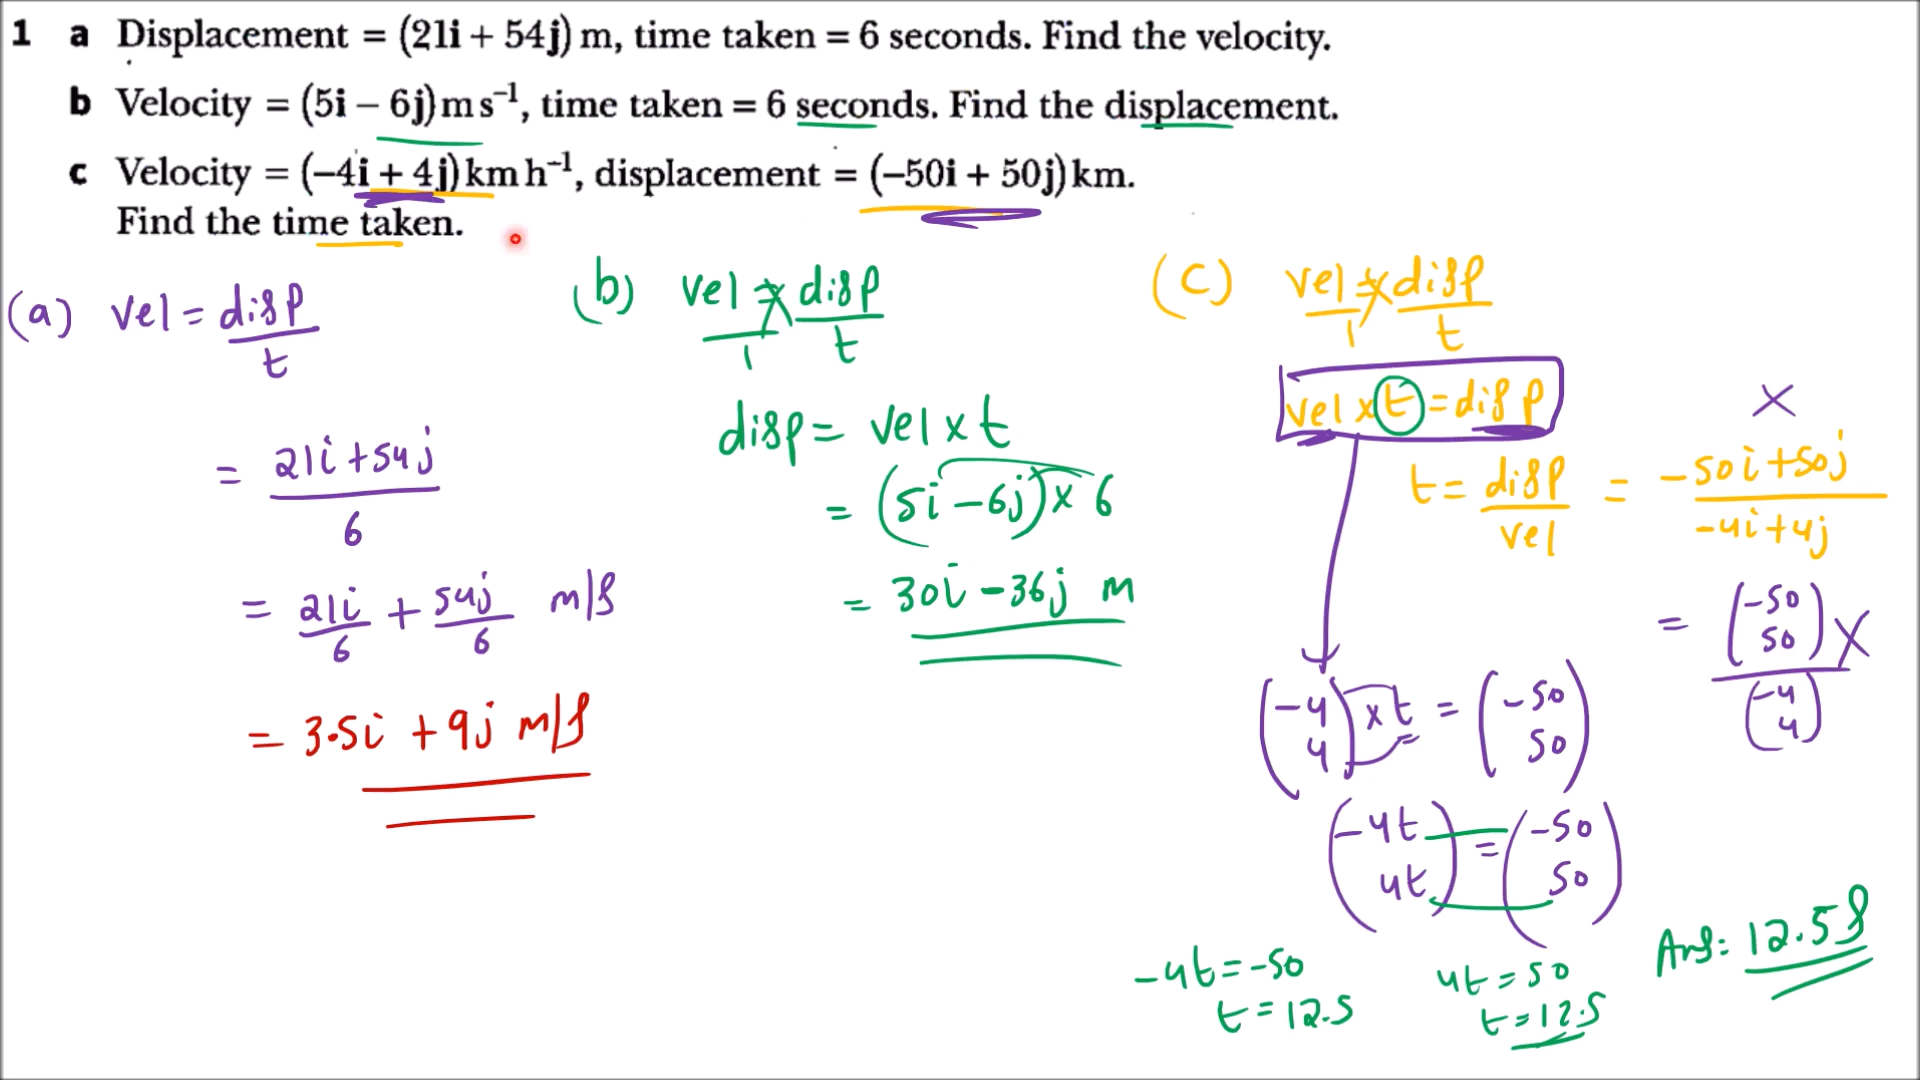 1 a Displacement = (21i + 54j) m, time taken = 6 seconds. Find the velocity.
b Velocity = (5i − 6j) m s⁻¹, time taken = 6 seconds. Find the displacement.
c Velocity = (−4i + 4j) km h⁻¹, displacement = (−50i + 50j) km.
Find the time taken.
(a) vel = disp/t
= 21i+54j/6
= 21i/6 + 54j/6 m/s
= 3.5i + 9j m/s
(b) vel/1 = disp/t
disp = vel x t
= (5i − 6j) x 6
= 30i − 36j m
(c) vel/1 = disp/t
vel x t = disp
t = disp/vel = −50i+50j/−4i+4j
X
= (−50 50)/(−4 4) X
(−4 4) x t = (−50 50)
(−4t 4t) = (−50 50)
−4t = −50
t = 12.5
4t = 50
t = 12.5
Ans: 12.5 s